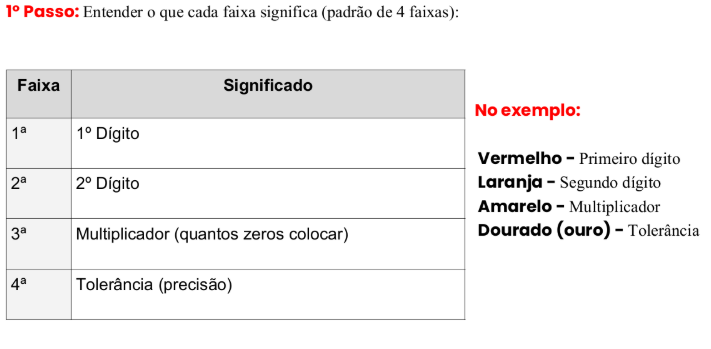 1º Passo: Entender o que cada faixa significa (padrão de 4 faixas):
Faixa Significado
1ª 1º Dígito
2ª 2º Dígito
3ª Multiplicador (quantos zeros colocar)
4ª Tolerância (precisão)
No exemplo:
Vermelho – Primeiro dígito
Laranja – Segundo dígito
Amarelo – Multiplicador
Dourado (ouro) – Tolerância